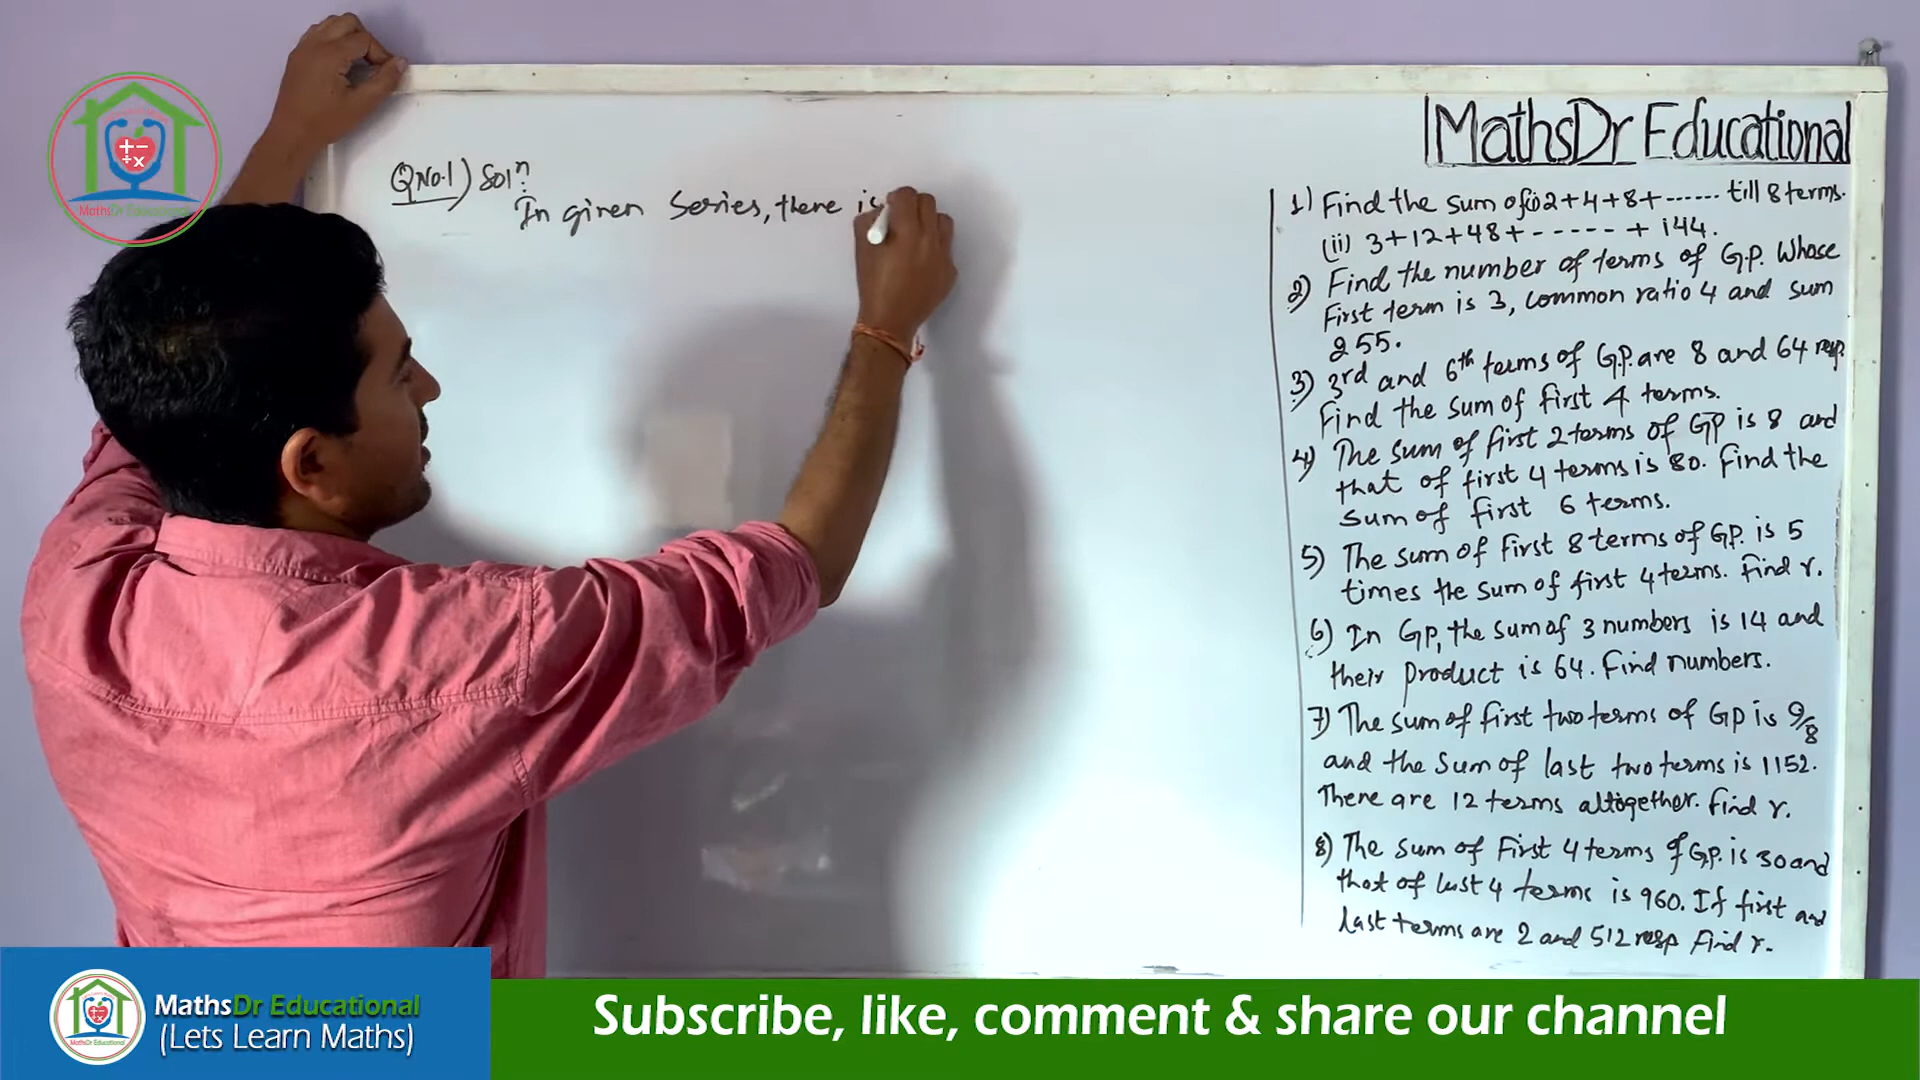 MathsDr Educational
QNo.1) Solⁿ:
In given Series, there is
1) Find the sum of (i) 2+4+8+------ till 8 terms.
(ii) 3+12+48+------+ 144.
2) Find the number of terms of G.P. Whose
First term is 3, common ratio 4 and sum
255.
3) 3rd and 6th terms of G.P. are 8 and 64 resp.
Find the sum of first 4 terms.
4) The sum of first 2 terms of GP is 8 and
that of first 4 terms is 80. Find the
sum of first 6 terms.
5) The sum of first 8 terms of GP. is 5
times the sum of first 4 terms. Find r.
6) In GP, the sum of 3 numbers is 14 and
their product is 64. Find numbers.
7) The sum of first two terms of GP is 9/8
and the sum of last two terms is 1152.
There are 12 terms altogether. Find r.
8) The sum of First 4 terms of G.P. is 30 and
that of last 4 terms is 960. If first and
last terms are 2 and 512 resp Find r.
MathsDr Educational
MathsDr Educational
MathsDr Educational
(Lets Learn Maths)
Subscribe, like, comment & share our channel